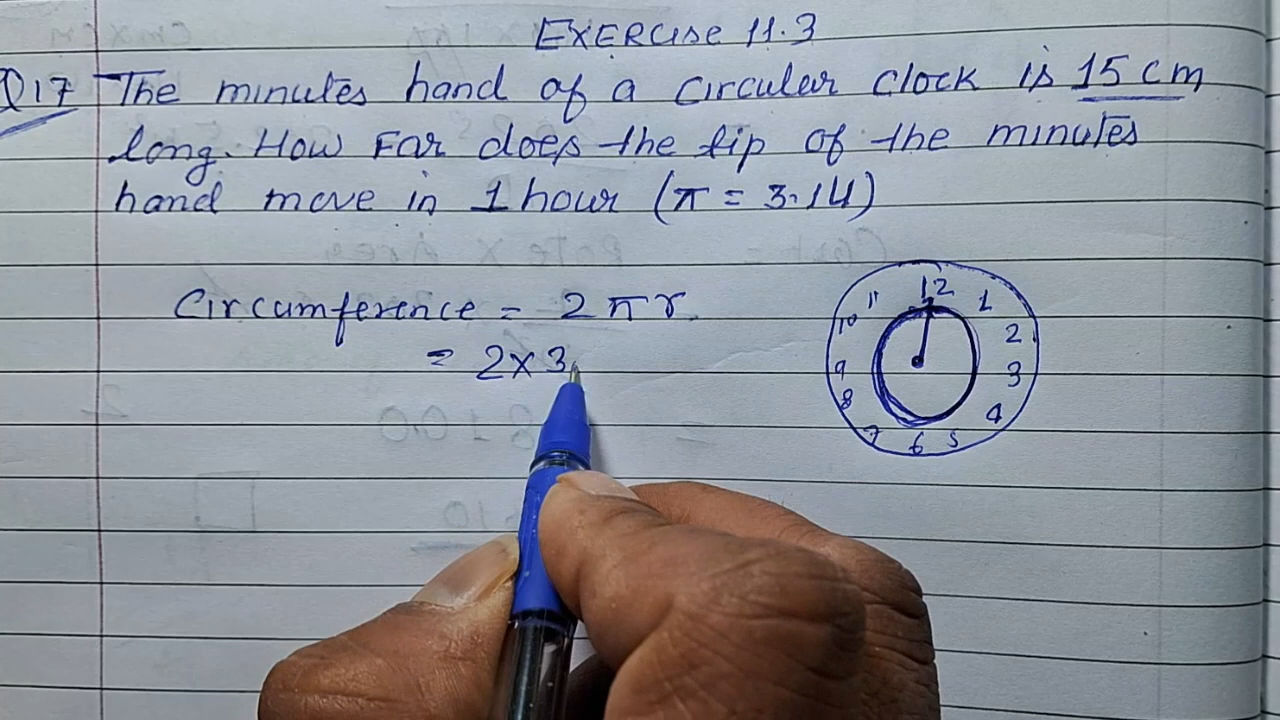 EXERCISE 11.3
Q17 The minutes hand of a circular clock is 15 cm
long. How Far does the tip of the minutes
hand move in 1 hour (π = 3.14)
Circumference = 2πr.
= 2×3.
12
11
1
10
2
9
3
8
4
7
6
5